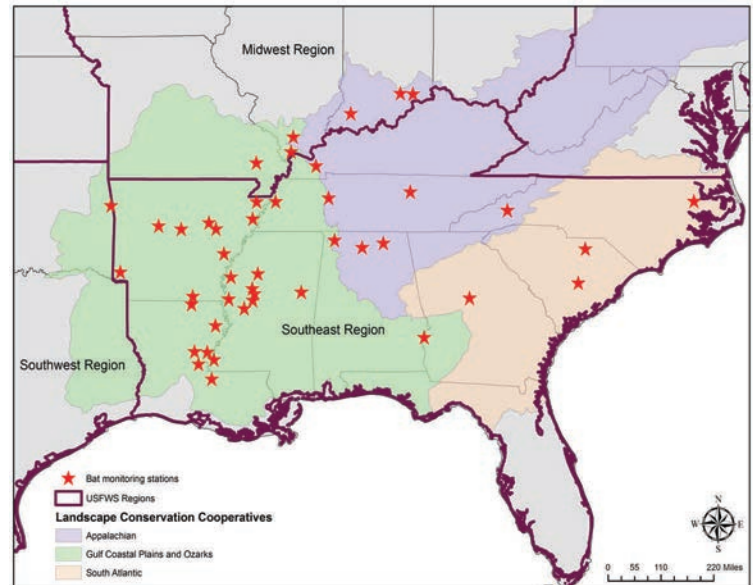 Midwest Region
Southeast Region
Southwest Region
Bat monitoring stations
USFWS Regions
Landscape Conservation Cooperatives
Appalachian
Gulf Coastal Plains and Ozarks
South Atlantic
N
W E
S
0 55 110 220 Miles